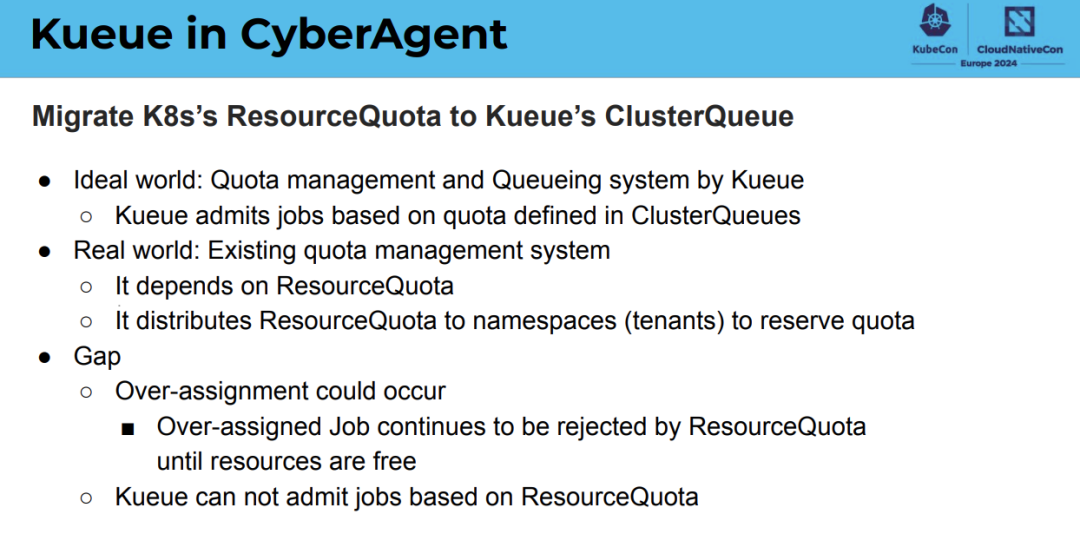 Kueue in CyberAgent
KubeCon
CloudNativeCon
Europe 2024
Migrate K8s's ResourceQuota to Kueue's ClusterQueue
● Ideal world: Quota management and Queueing system by Kueue
○ Kueue admits jobs based on quota defined in ClusterQueues
● Real world: Existing quota management system
○ It depends on ResourceQuota
○ It distributes ResourceQuota to namespaces (tenants) to reserve quota
● Gap
○ Over-assignment could occur
■ Over-assigned Job continues to be rejected by ResourceQuota
until resources are free
○ Kueue can not admit jobs based on ResourceQuota